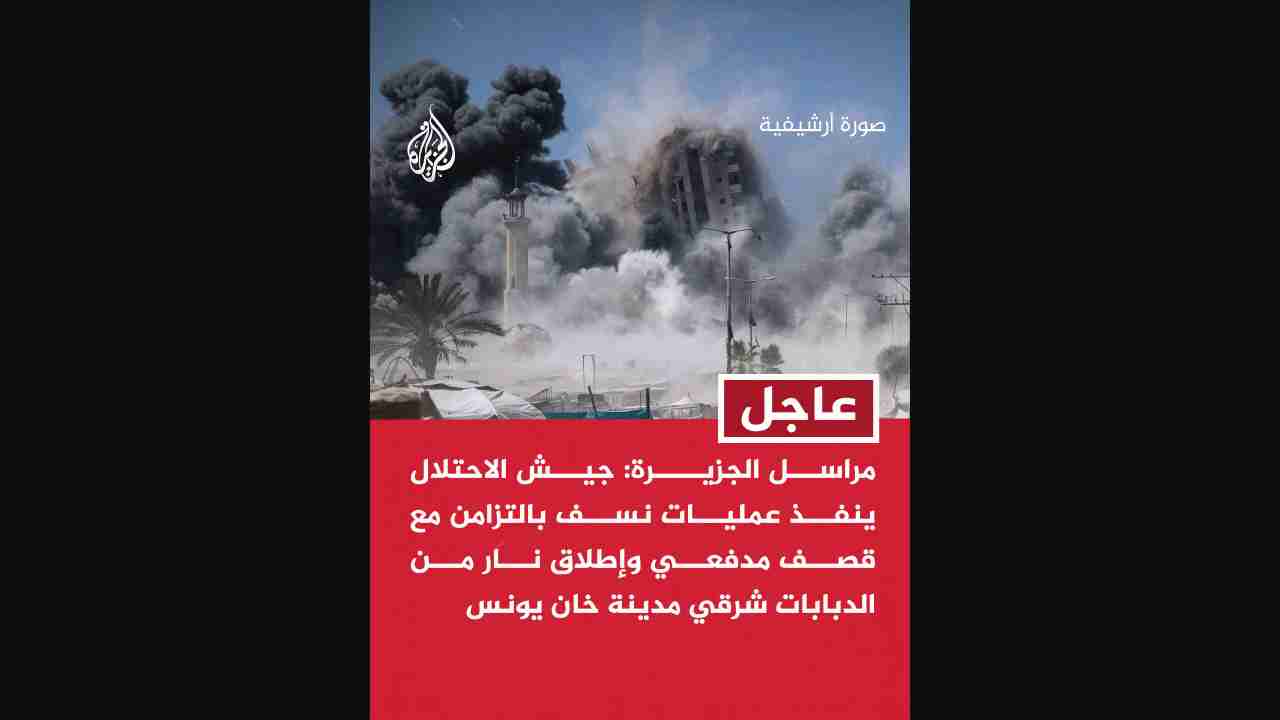 صورة أرشيفية
الجزيرة
عاجل
مراسل الجزيرة: جيش الاحتلال
ينفذ عمليات نسف بالتزامن مع
قصف مدفعي وإطلاق نار من
الدبابات شرقي مدينة خان يونس